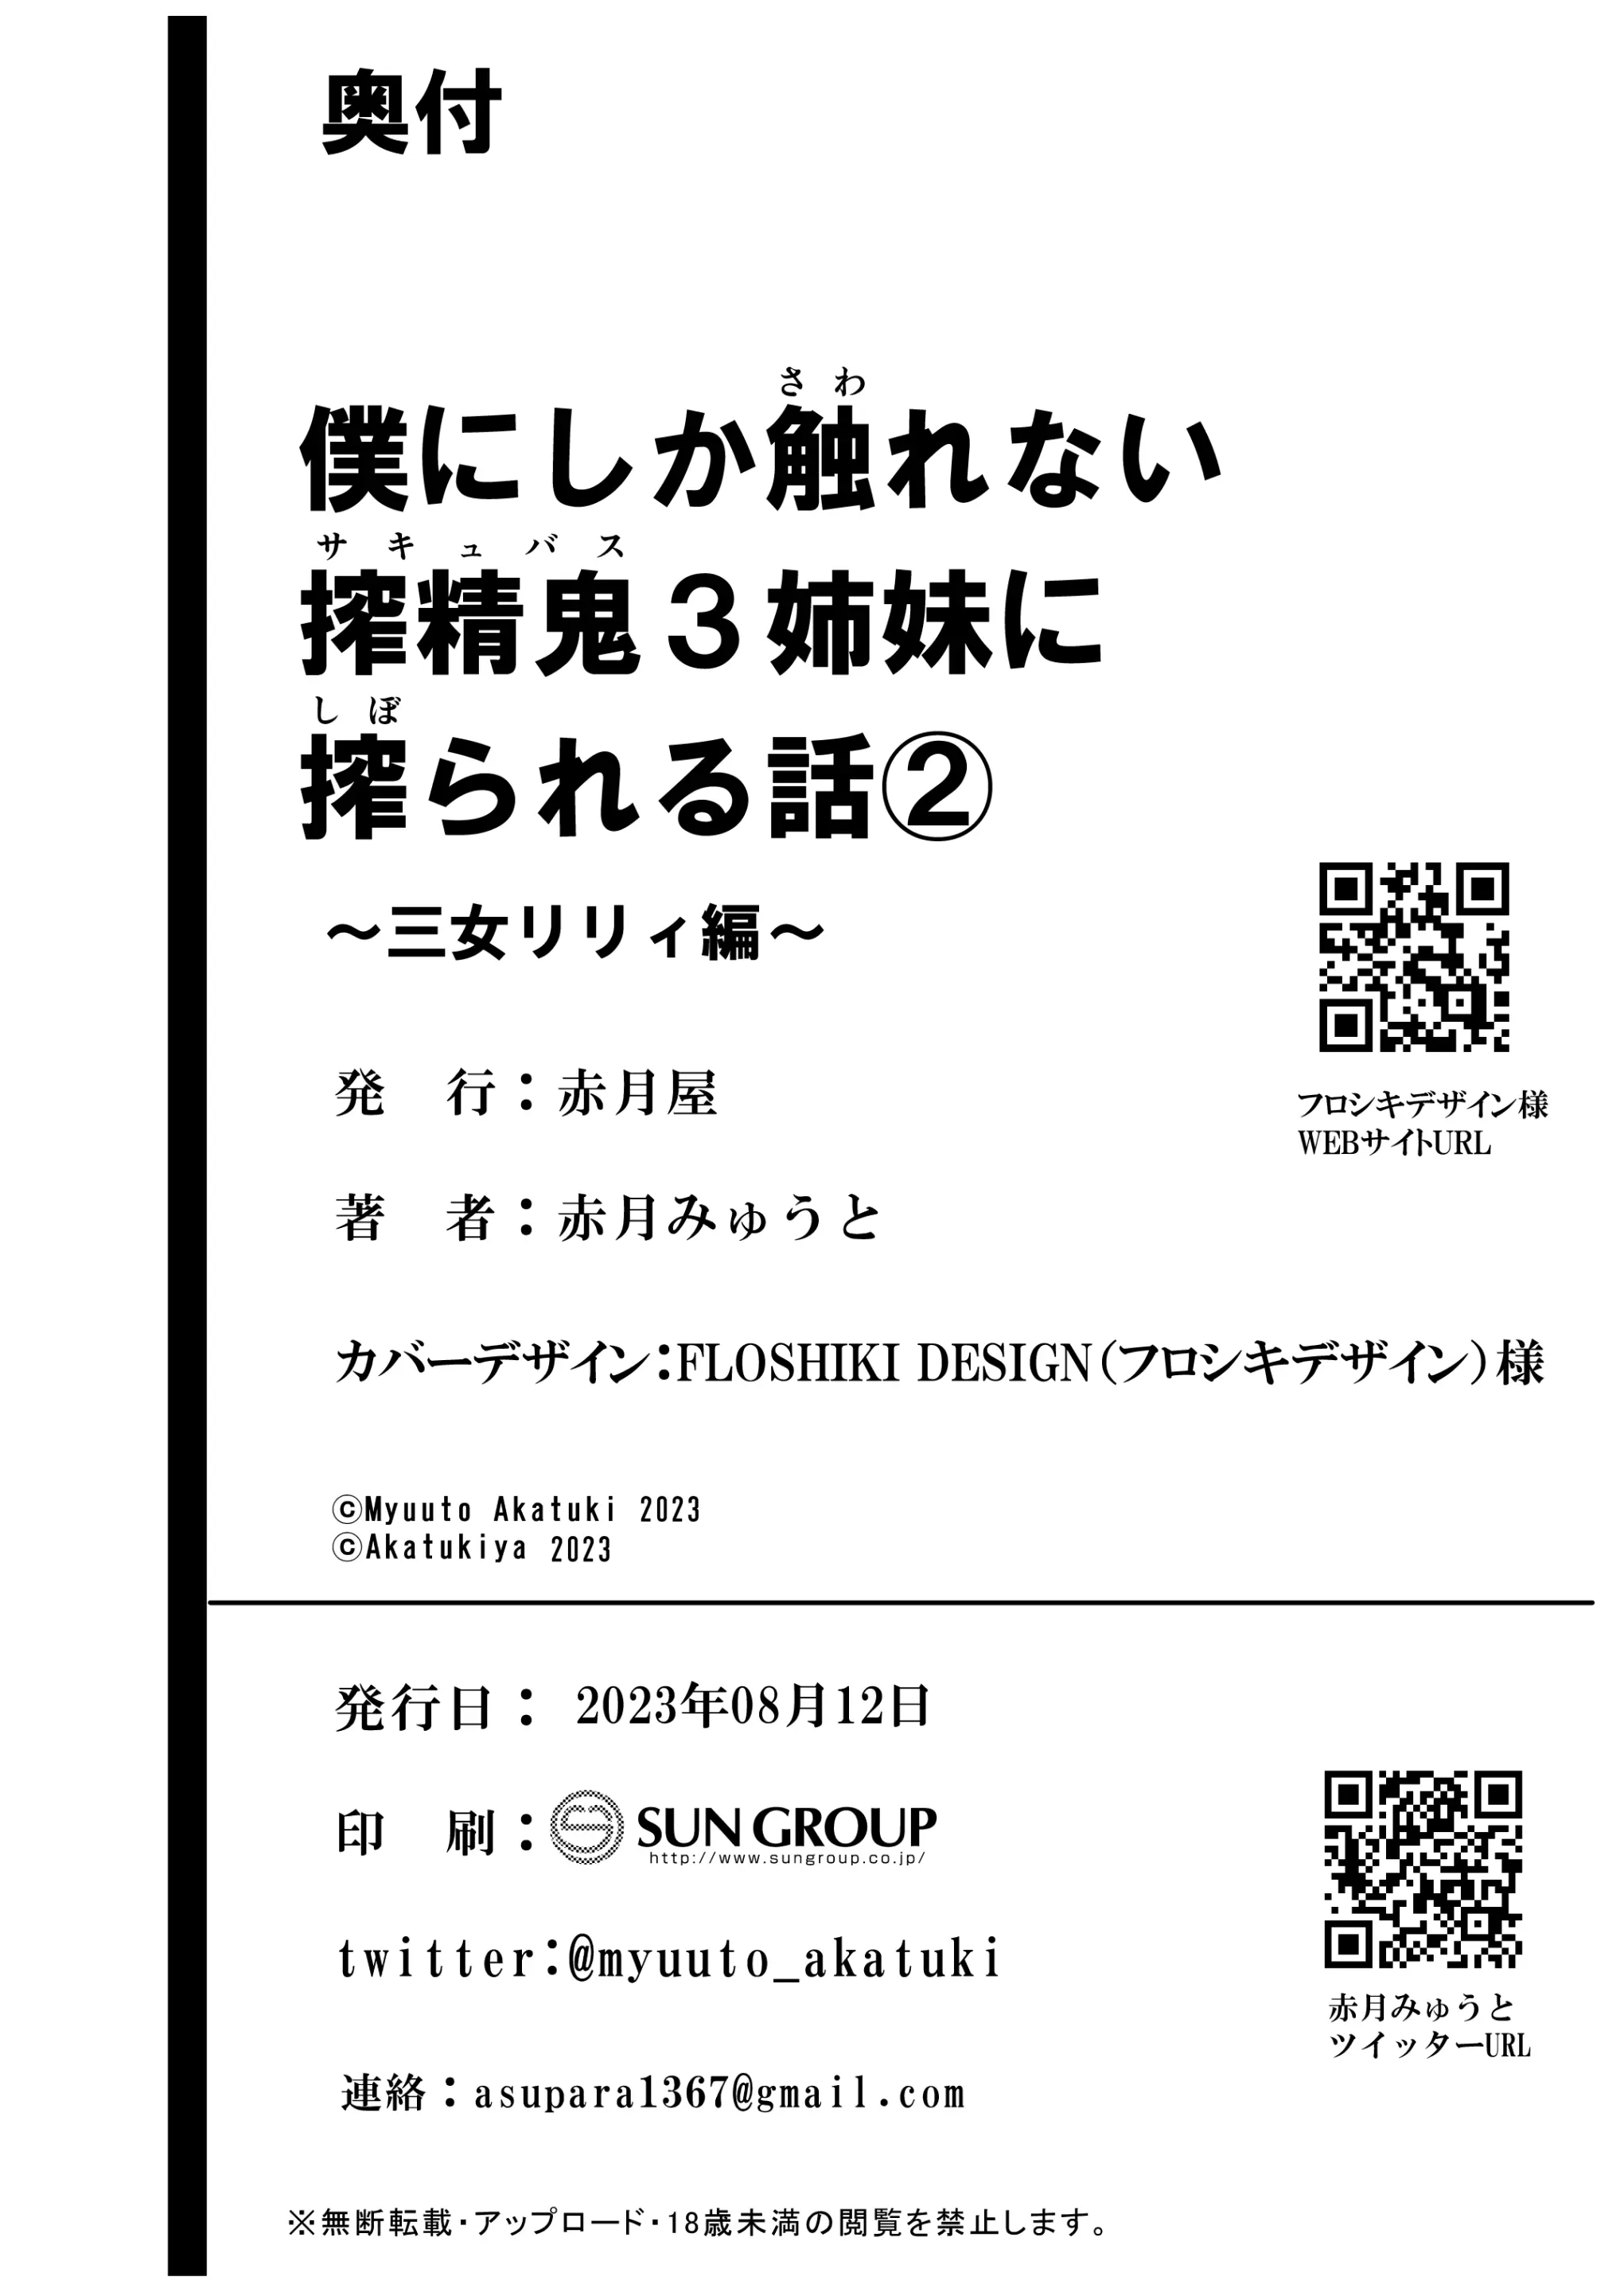 奥付
さわ
僕にしか触れない
サキュバス
搾精鬼3姉妹に
しぼ
搾られる話②
～三女リリィ編～
フロシキデザイン様
WEBサイトURL
発　行：赤月屋
著　者：赤月みゅうと
カバーデザイン：FLOSHIKI DESIGN（フロシキデザイン）様
©Myuuto Akatuki 2023
©Akatukiya 2023
発行日： 2023年08月12日
印　刷：SUN GROUP
http://www.sungroup.co.jp/
twitter：@myuuto_akatuki
赤月みゅうと
ツイッターURL
連絡：asupara1367@gmail.com
※無断転載・アップロード・18歳未満の閲覧を禁止します。